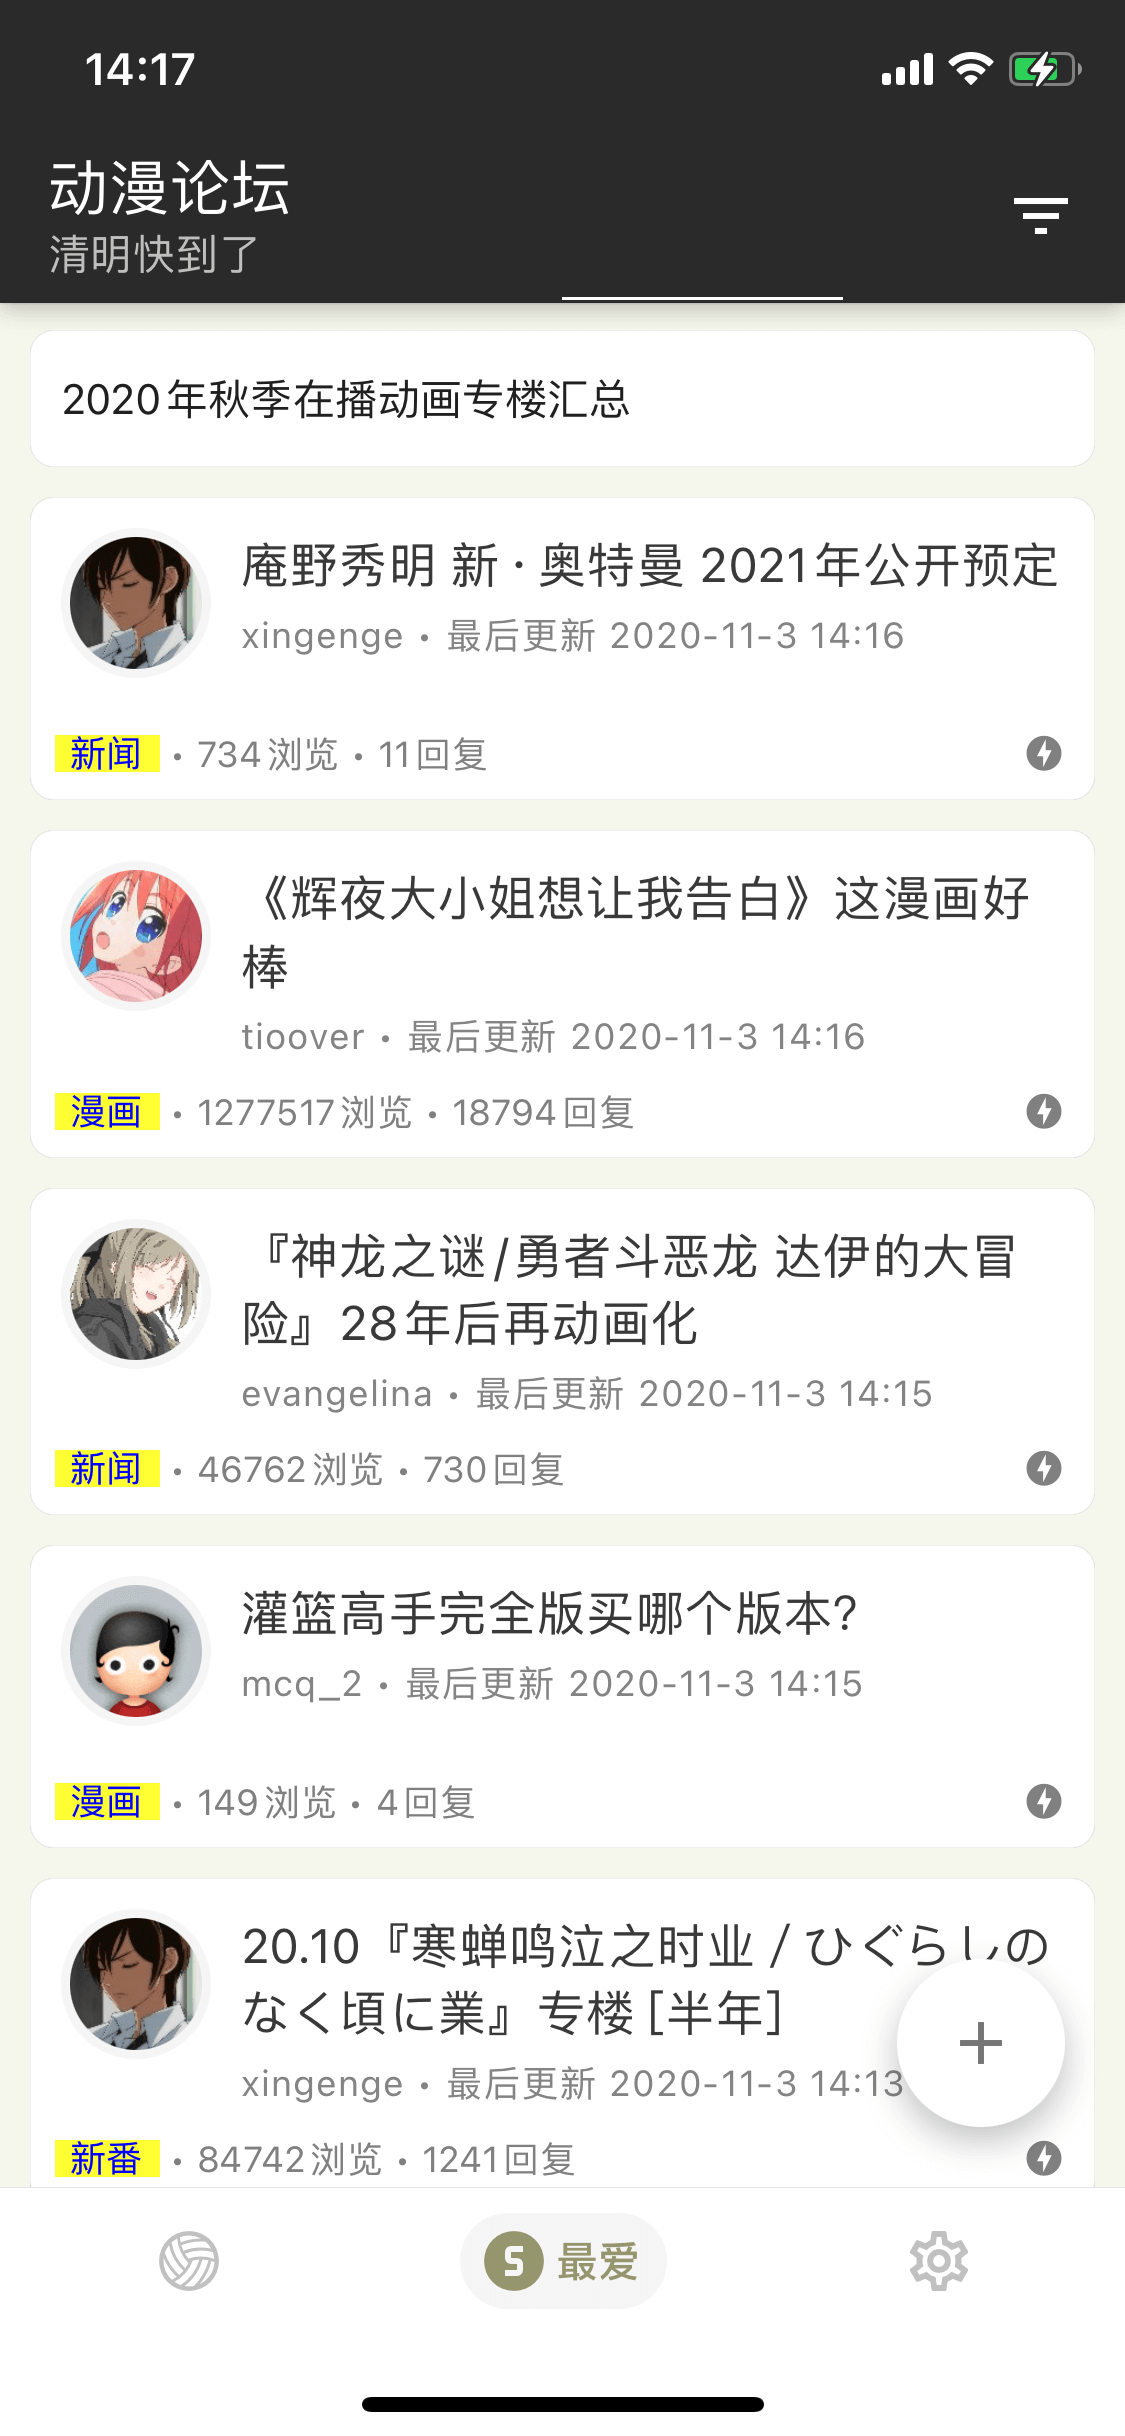 14:17
动漫论坛
清明快到了
2020年秋季在播动画专楼汇总
庵野秀明 新·奥特曼 2021年公开预定
xingenge • 最后更新 2020-11-3 14:16
新闻 • 734浏览 • 11回复
《辉夜大小姐想让我告白》这漫画好
棒
tioover • 最后更新 2020-11-3 14:16
漫画 • 1277517浏览 • 18794回复
『神龙之谜/勇者斗恶龙 达伊的大冒
险』28年后再动画化
evangelina • 最后更新 2020-11-3 14:15
新闻 • 46762浏览 • 730回复
灌篮高手完全版买哪个版本?
mcq_2 • 最后更新 2020-11-3 14:15
漫画 • 149浏览 • 4回复
20.10『寒蝉鸣泣之时业 / ひぐらしの
なく頃に業』专楼 [半年]
xingenge • 最后更新 2020-11-3 14:13
新番 • 84742浏览 • 1241回复
S 最爱